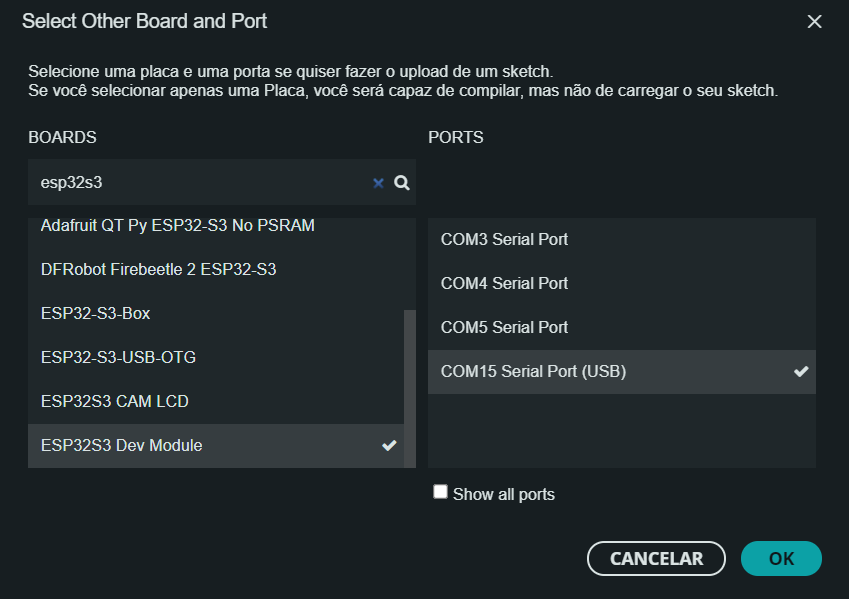 Select Other Board and Port
Selecione uma placa e uma porta se quiser fazer o upload de um sketch.
Se você selecionar apenas uma Placa, você será capaz de compilar, mas não de carregar o seu sketch.
BOARDS
esp32s3
Adafruit QT Py ESP32-S3 No PSRAM
DFRobot Firebeetle 2 ESP32-S3
ESP32-S3-Box
ESP32-S3-USB-OTG
ESP32S3 CAM LCD
ESP32S3 Dev Module
PORTS
COM3 Serial Port
COM4 Serial Port
COM5 Serial Port
COM15 Serial Port (USB)
Show all ports
CANCELAR
OK